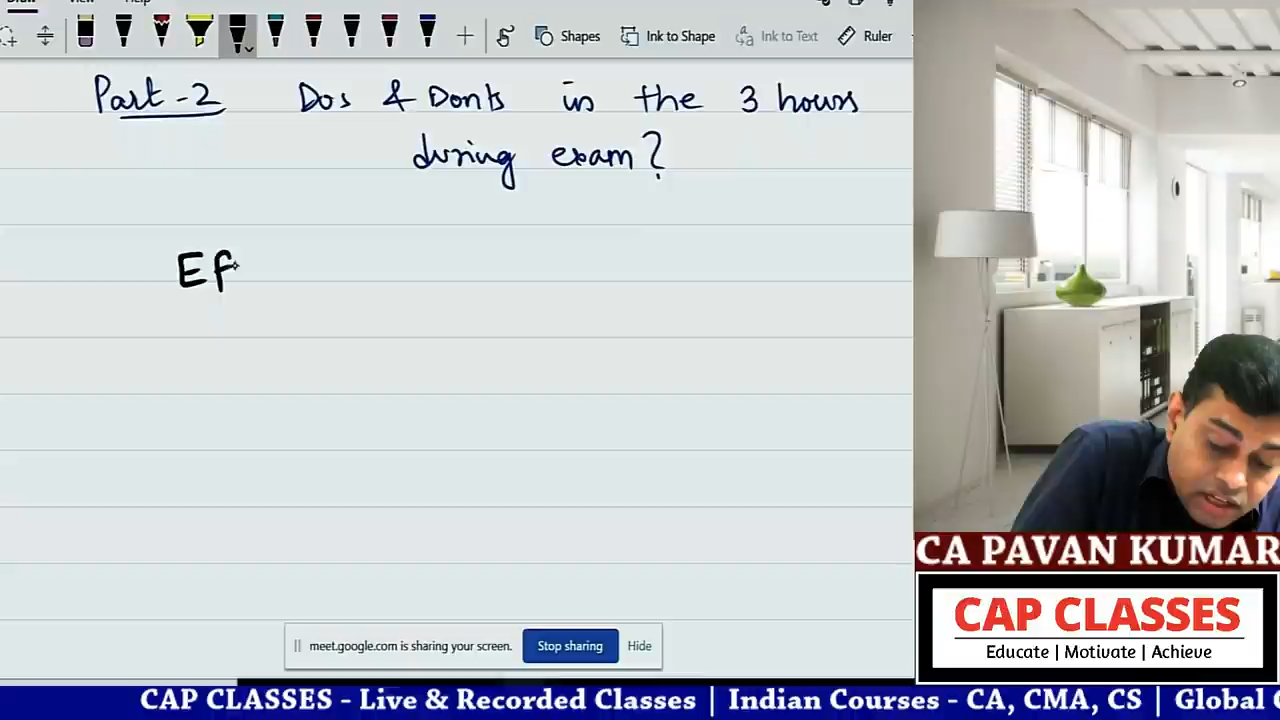 Shapes Ink to Shape Ink to Text Ruler
Part-2 Dos & Donts in the 3 hours
during exam?
Ef
meet.google.com is sharing your screen. Stop sharing Hide
CA PAVAN KUMAR
CAP CLASSES
Educate | Motivate | Achieve
CAP CLASSES - Live & Recorded Classes | Indian Courses - CA, CMA, CS | Global